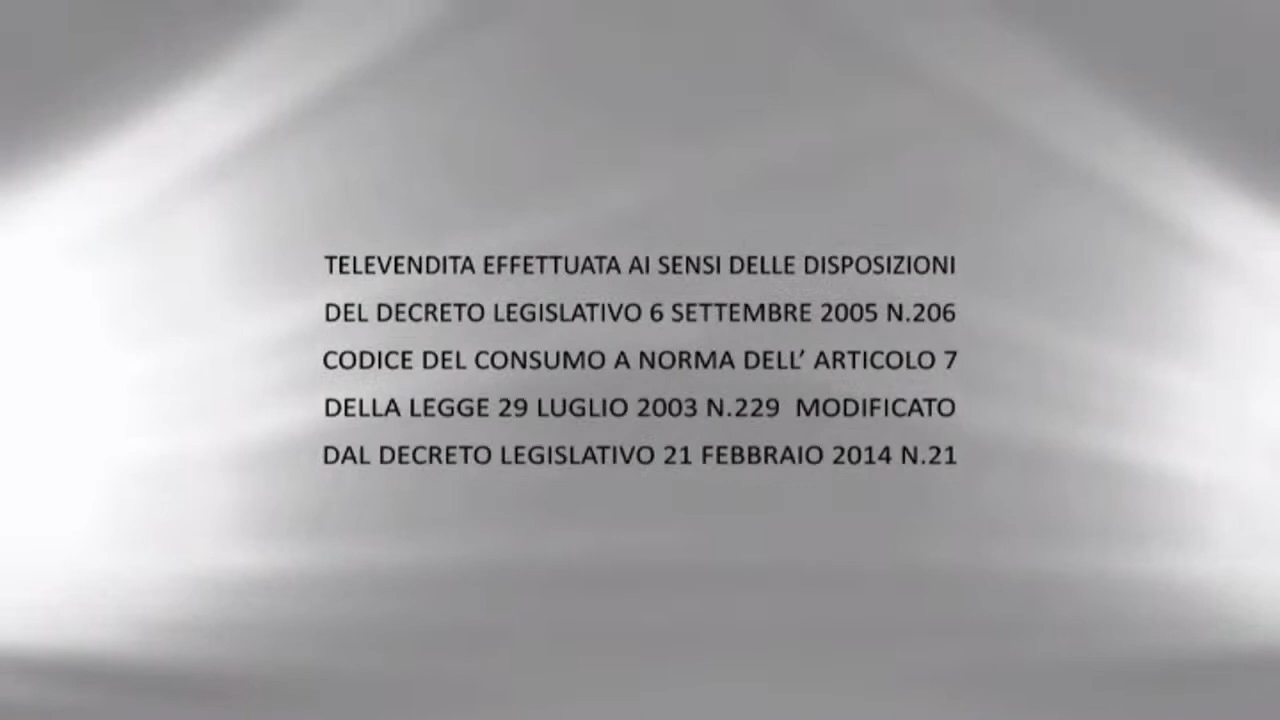 TELEVENDITA EFFETTUATA AI SENSI DELLE DISPOSIZIONI
DEL DECRETO LEGISLATIVO 6 SETTEMBRE 2005 N.206
CODICE DEL CONSUMO A NORMA DELL' ARTICOLO 7
DELLA LEGGE 29 LUGLIO 2003 N.229  MODIFICATO
DAL DECRETO LEGISLATIVO 21 FEBBRAIO 2014 N.21